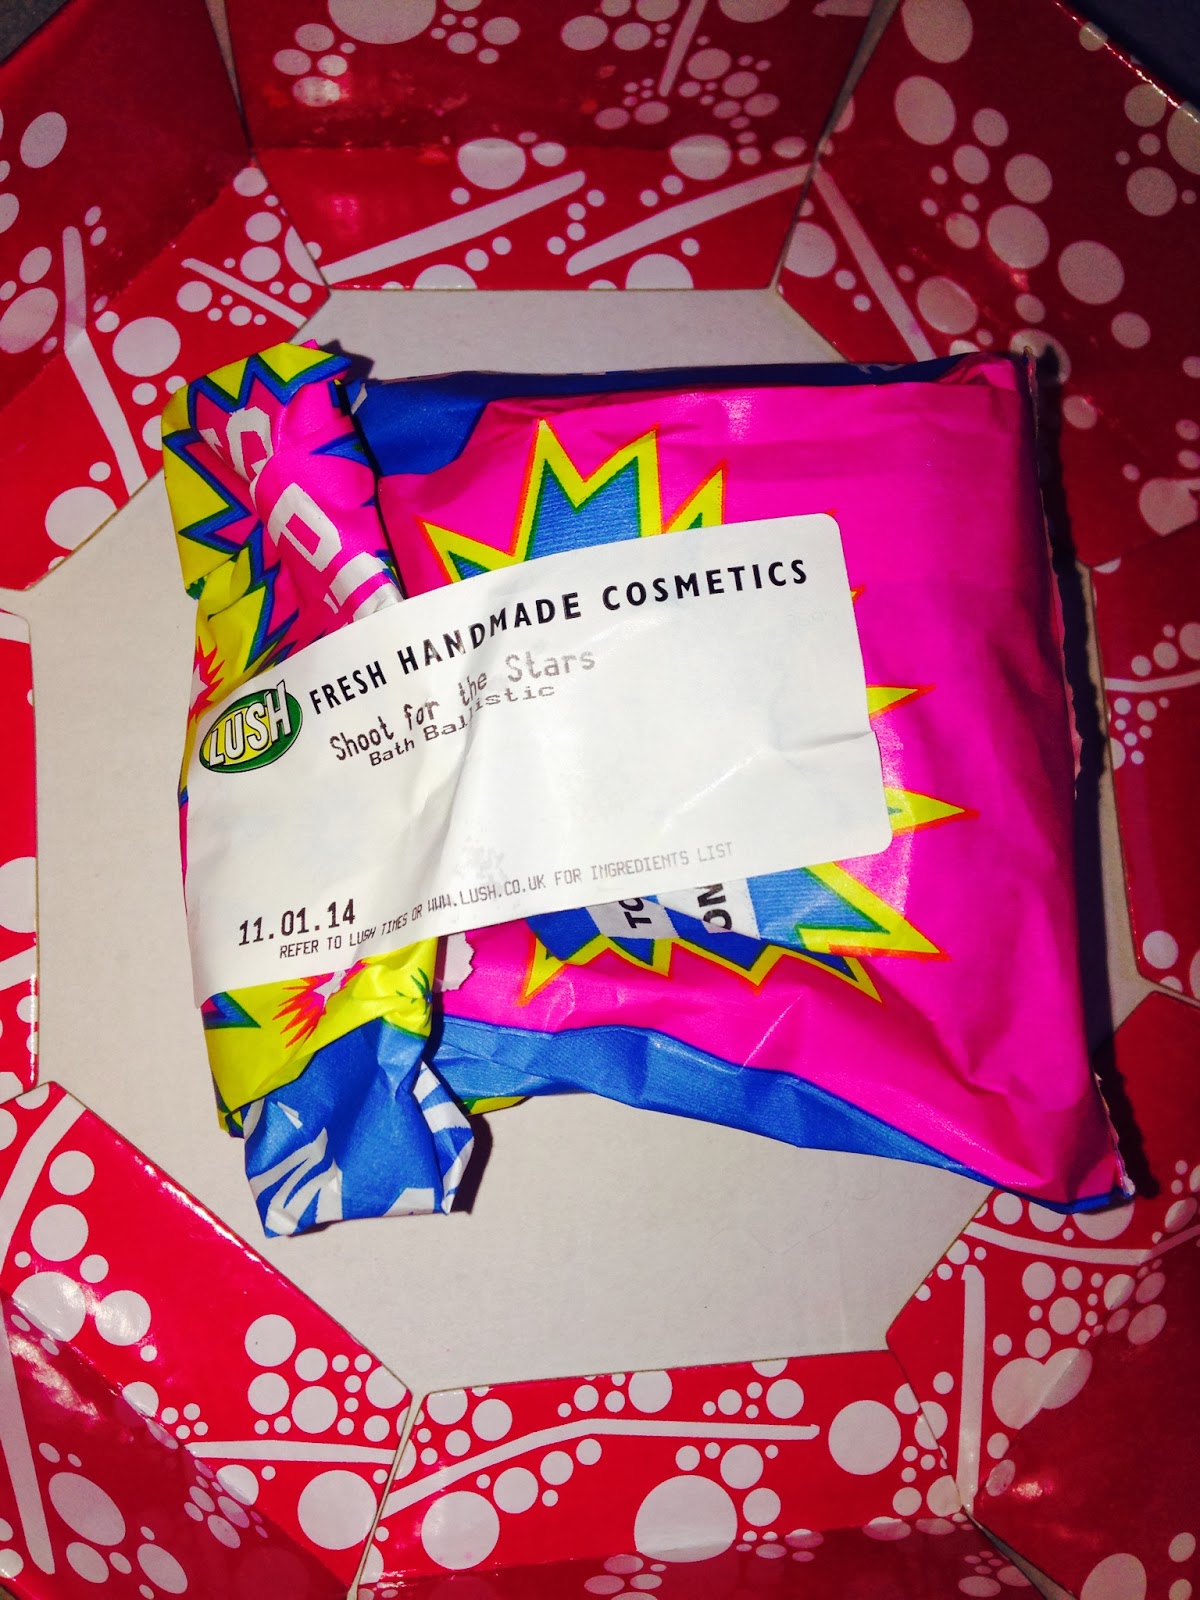 FRESH HANDMADE COSMETICS
LUSH
Shoot for the Stars
Bath Ballistic
11.01.14
REFER TO LUSH TIMES OR WWW.LUSH.CO.UK FOR INGREDIENTS LIST